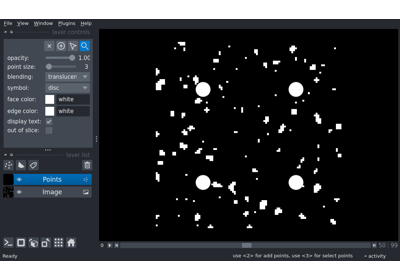 File View Window Plugins Help
layer controls
opacity: 1.00
point size: 3
blending: translucen
symbol: disc
face color: white
edge color: white
display text:
out of slice:
layer list
Points
Image
0 50 99
Ready use <2> for add points, use <3> for select points activity